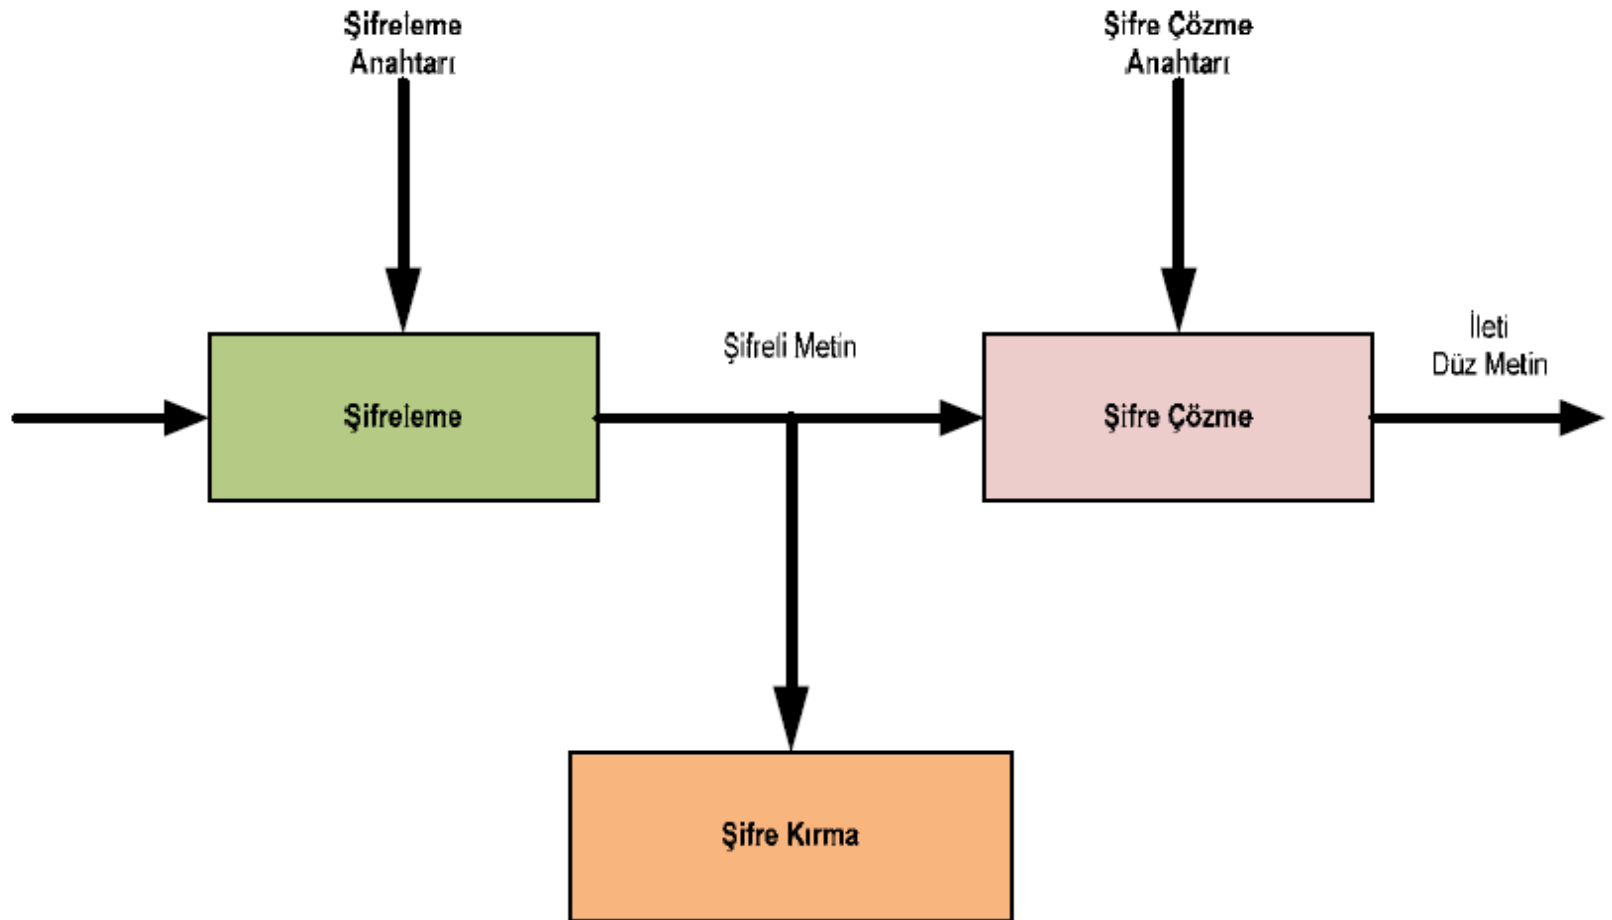 Şifreleme
Anahtarı
Şifre Çözme
Anahtarı
Şifreleme
Şifreli Metin
Şifre Çözme
İleti
Düz Metin
Şifre Kırma